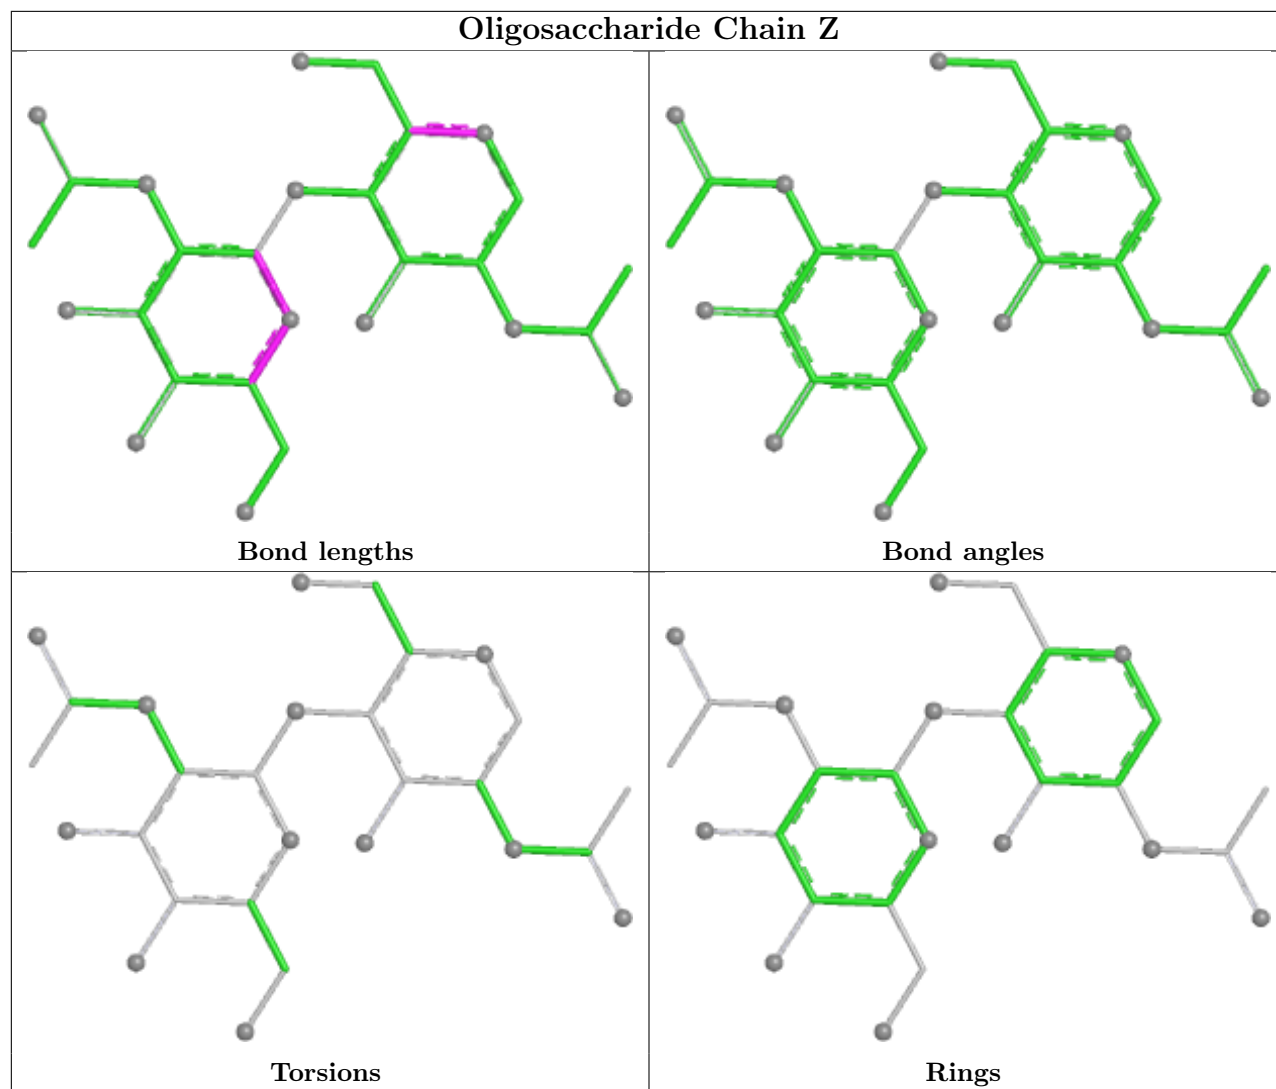 Oligosaccharide Chain Z
Bond lengths
Bond angles
Torsions
Rings